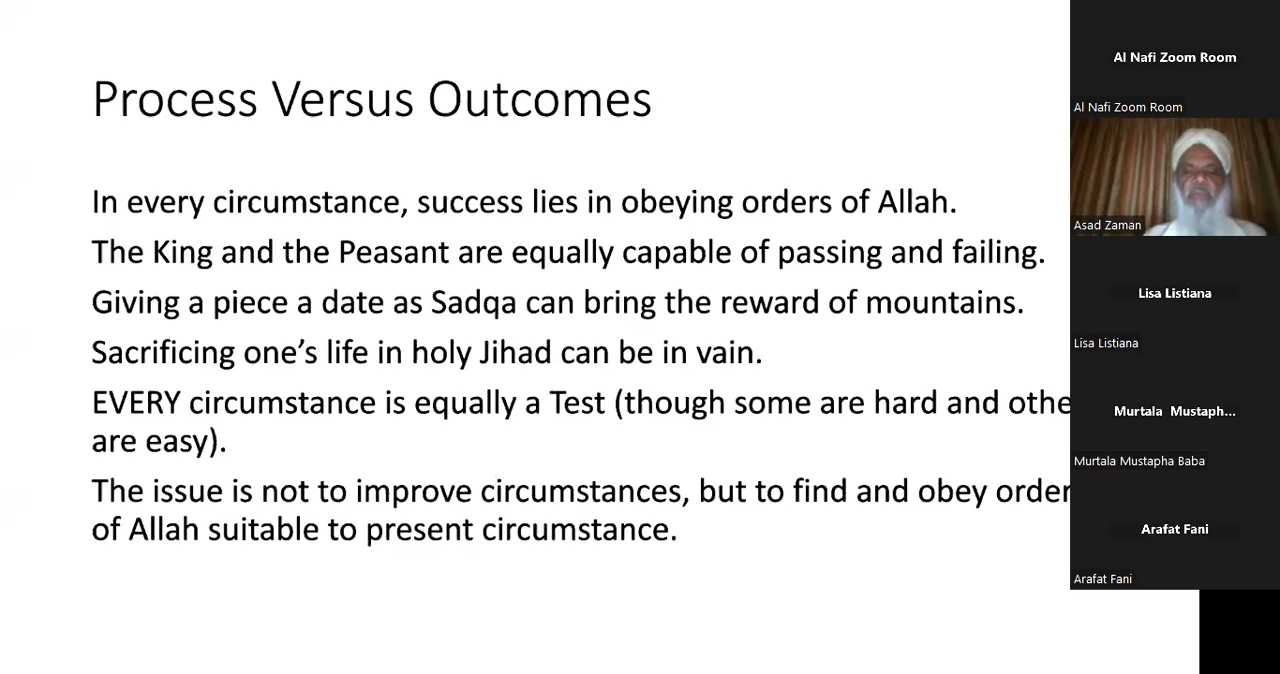 Process Versus Outcomes
In every circumstance, success lies in obeying orders of Allah.
The King and the Peasant are equally capable of passing and failing.
Giving a piece a date as Sadqa can bring the reward of mountains.
Sacrificing one’s life in holy Jihad can be in vain.
EVERY circumstance is equally a Test (though some are hard and othe
are easy).
The issue is not to improve circumstances, but to find and obey order
of Allah suitable to present circumstance.
Al Nafi Zoom Room
Al Nafi Zoom Room
Asad Zaman
Lisa Listiana
Lisa Listiana
Murtala Mustaph...
Murtala Mustapha Baba
Arafat Fani
Arafat Fani